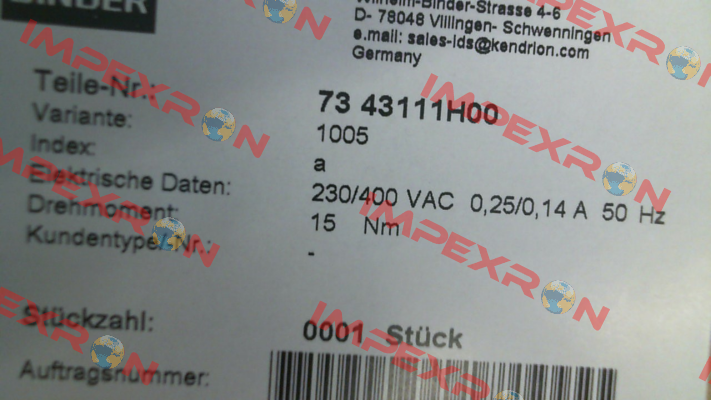 BINDER
Wilhelm-Binder-Strasse 4-6
D- 78048 Villingen- Schwenningen
e.mail: sales-ids@kendrion.com
Germany
Teile-Nr.: 73 43111H00
Variante: 1005
Index: a
Elektrische Daten: 230/400 VAC 0,25/0,14 A 50 Hz
Drehmoment: 15 Nm
Kundentypel.-Nr.: -
Stückzahl: 0001 Stück
Auftragsnummer:
IMPEXRON